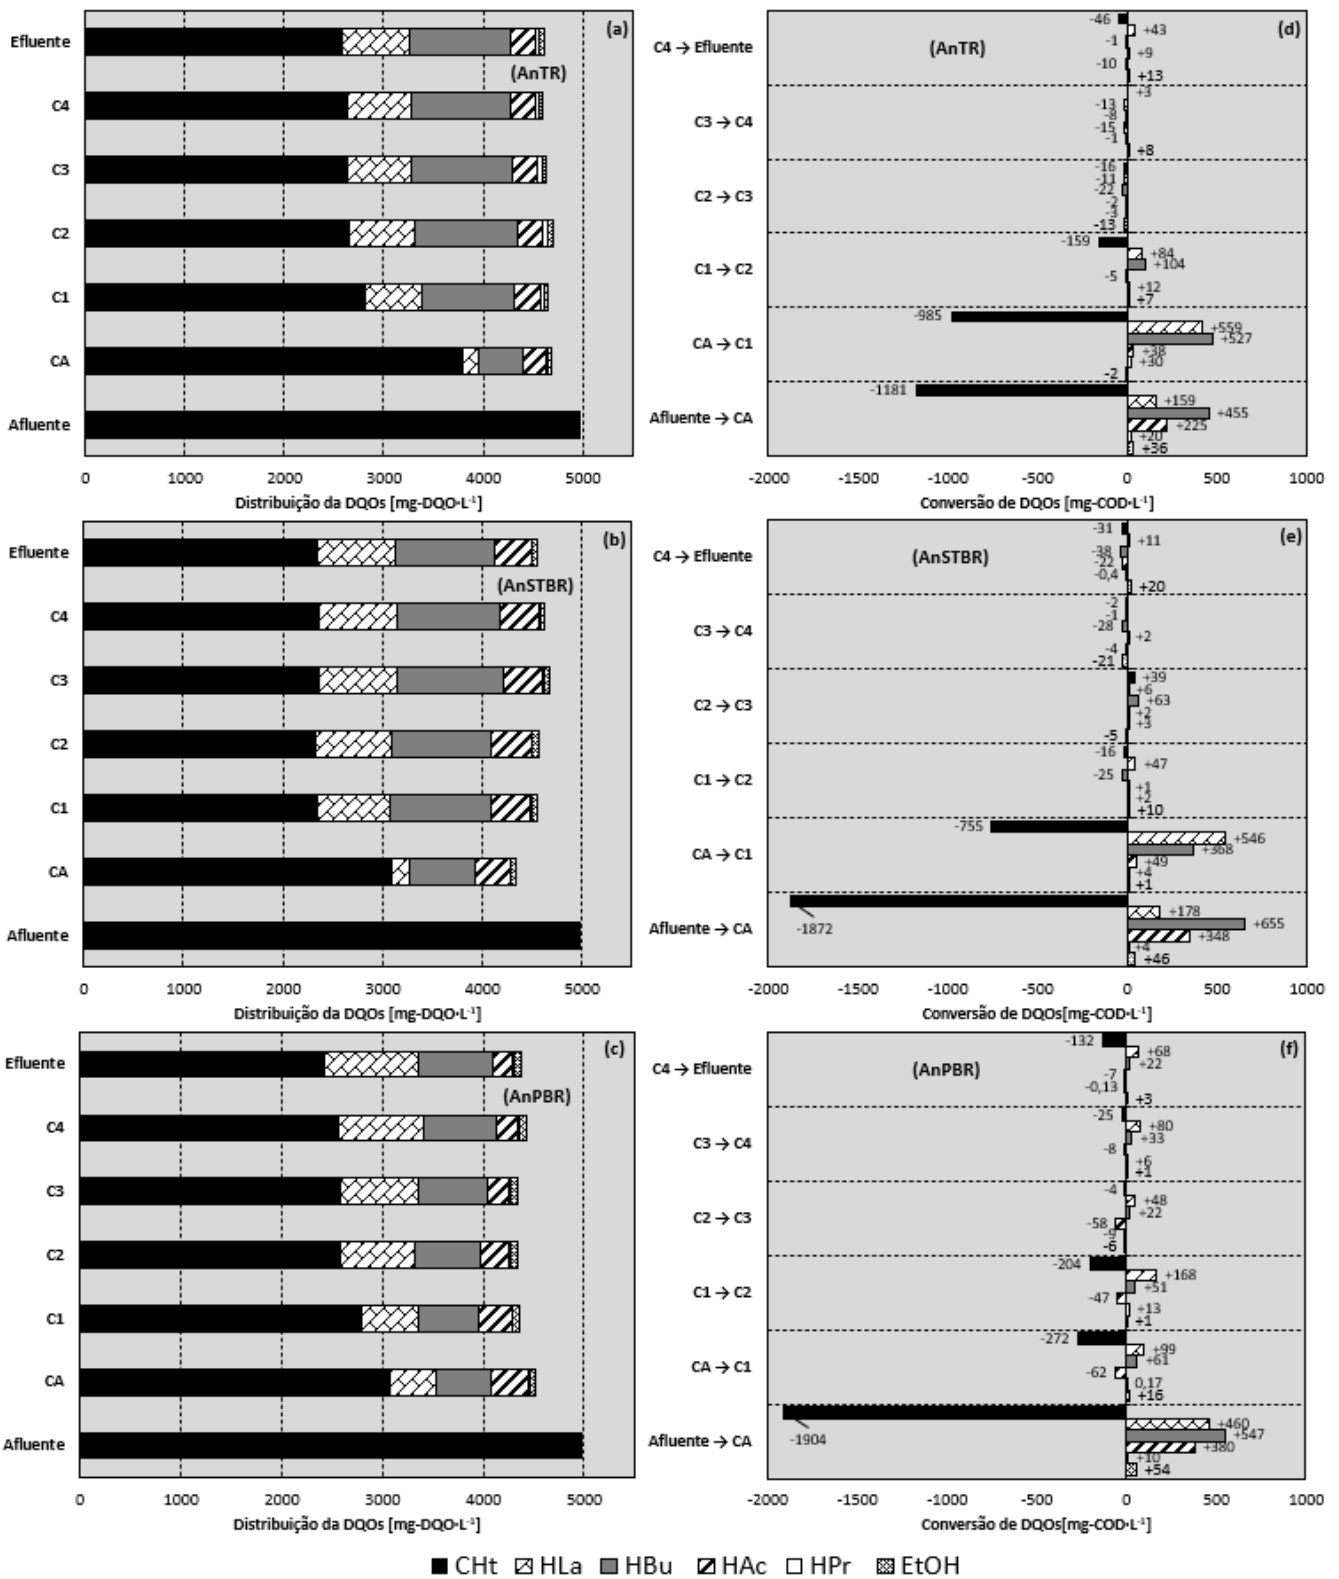 (a)
(AnTR)
Efluente
C4
C3
C2
C1
CA
Afluente
0 1000 2000 3000 4000 5000
Distribuição da DQOs [mg-DQO•L⁻¹]
(d)
(AnTR)
C4 → Efluente
-46
+43
-1
+9
-10
+13
C3 → C4
+3
-13
-8
-15
-1
+8
C2 → C3
-16
-11
-22
-2
-3
-13
C1 → C2
-159
+84
+104
-5
+12
+7
CA → C1
-985
+559
+527
+38
+30
-2
Afluente → CA
-1181
+159
+455
+225
+20
+36
-2000 -1500 -1000 -500 0 500 1000
Conversão de DQOs [mg-COD•L⁻¹]
(b)
(AnSTBR)
Efluente
C4
C3
C2
C1
CA
Afluente
0 1000 2000 3000 4000 5000
Distribuição da DQOs [mg-DQO•L⁻¹]
(e)
(AnSTBR)
C4 → Efluente
-31
+11
-38
-22
-0,4
+20
C3 → C4
-2
-1
-28
+2
-4
-21
C2 → C3
+39
+6
+63
+2
+3
-5
C1 → C2
-16
+47
-25
+1
+2
+10
CA → C1
-755
+546
+368
+49
+4
+1
Afluente → CA
-1872
+178
+655
+348
+4
+46
-2000 -1500 -1000 -500 0 500 1000
Conversão de DQOs[mg-COD•L⁻¹]
(c)
(AnPBR)
Efluente
C4
C3
C2
C1
CA
Afluente
0 1000 2000 3000 4000 5000
Distribuição da DQOs [mg-DQO•L⁻¹]
(f)
(AnPBR)
C4 → Efluente
-132
+68
+22
-7
-0,13
+3
C3 → C4
-25
+80
+33
-8
+6
+1
C2 → C3
-4
+48
+22
-58
-9
-6
C1 → C2
-204
+168
+51
-47
+13
+1
CA → C1
-272
+99
+61
-62
0,17
+16
Afluente → CA
-1904
+460
+547
+380
+10
+54
-2000 -1500 -1000 -500 0 500 1000
Conversão de DQOs[mg-COD•L⁻¹]
CHt HLa HBu HAc HPr EtOH